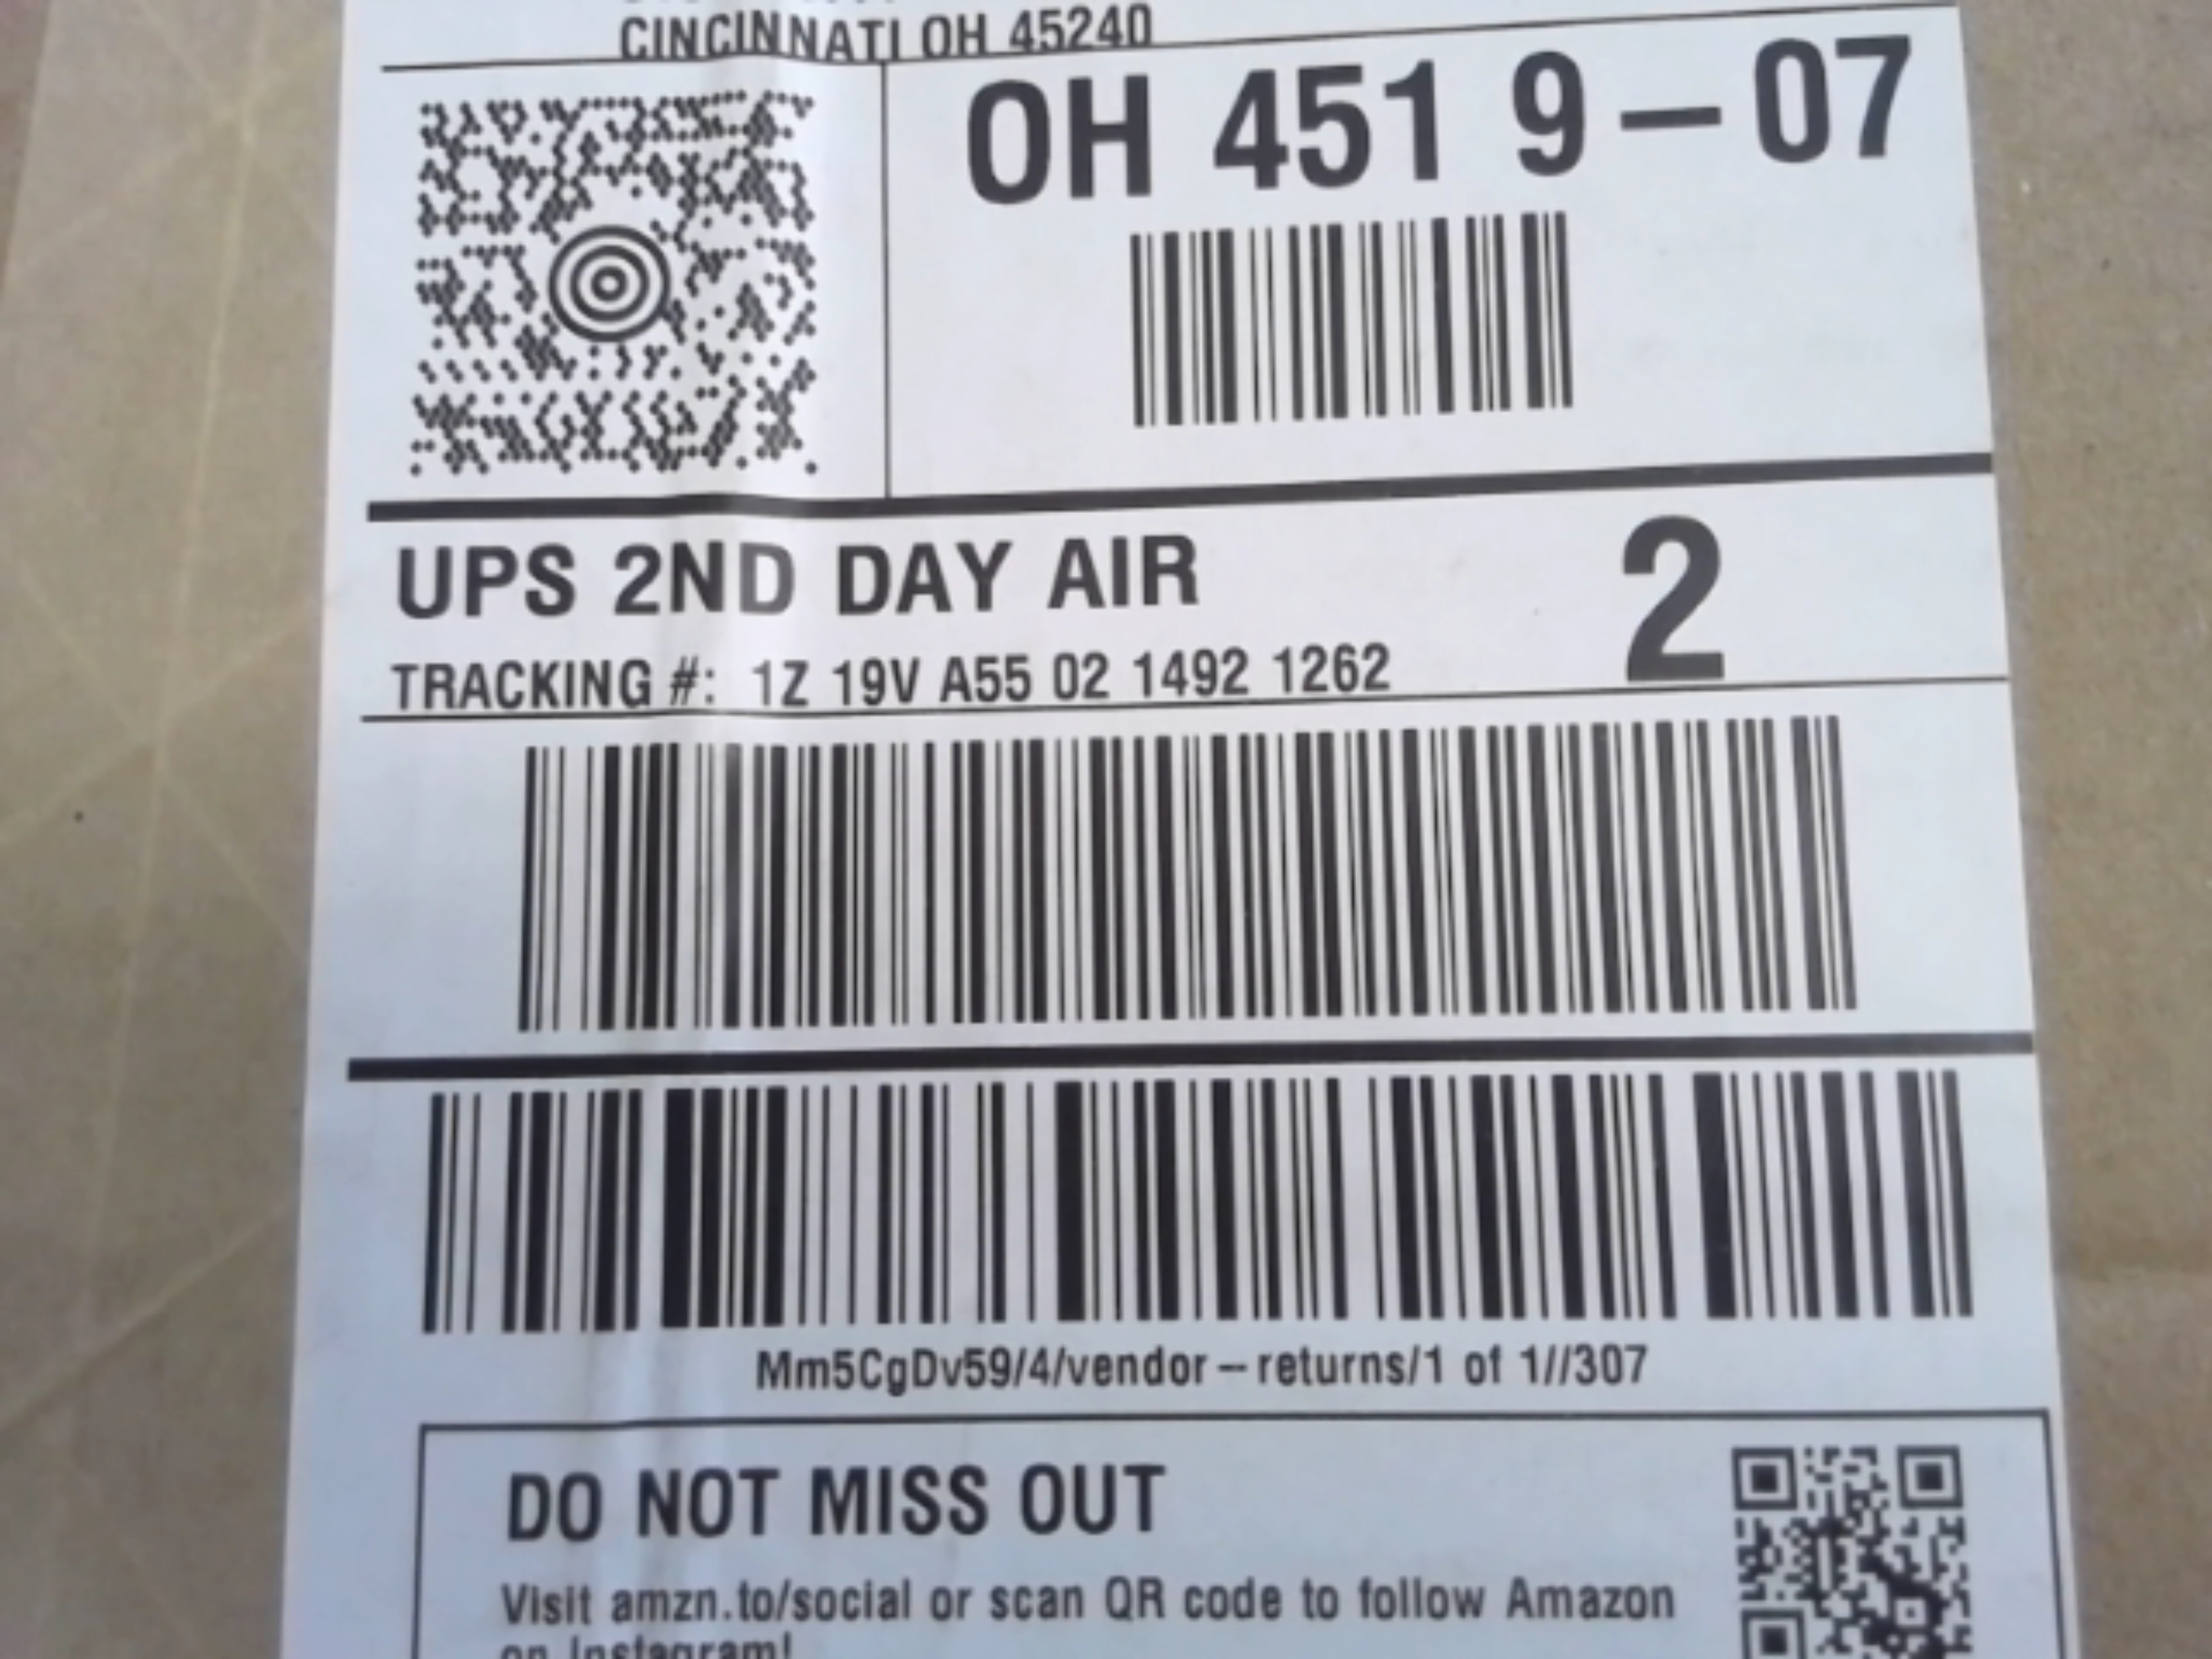 CINCINNATI OH 45240
OH 451 9-07
UPS 2ND DAY AIR
2
TRACKING #: 1Z 19V A55 02 1492 1262
Mm5CgDv59/4/vendor-returns/1 of 1//307
DO NOT MISS OUT
Visit amzn.to/social or scan QR code to follow Amazon
on Instagram!